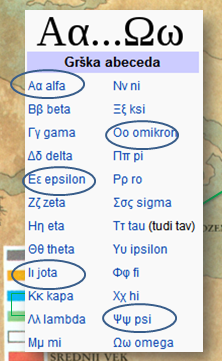 Αα...Ωω
Grška abeceda
Αα alfa
Ββ beta
Γγ gama
Δδ delta
Εε epsilon
Ζζ zeta
Ηη eta
Θθ theta
Ιι jota
Κκ kapa
Λλ lambda
Μμ mi
Νν ni
Ξξ ksi
Οο omikron
Ππ pi
Ρρ ro
Σσς sigma
Ττ tau (tudi tav)
Υυ ipsilon
Φφ fi
Χχ hi
Ψψ psi
Ωω omega
SREDNJI VEK